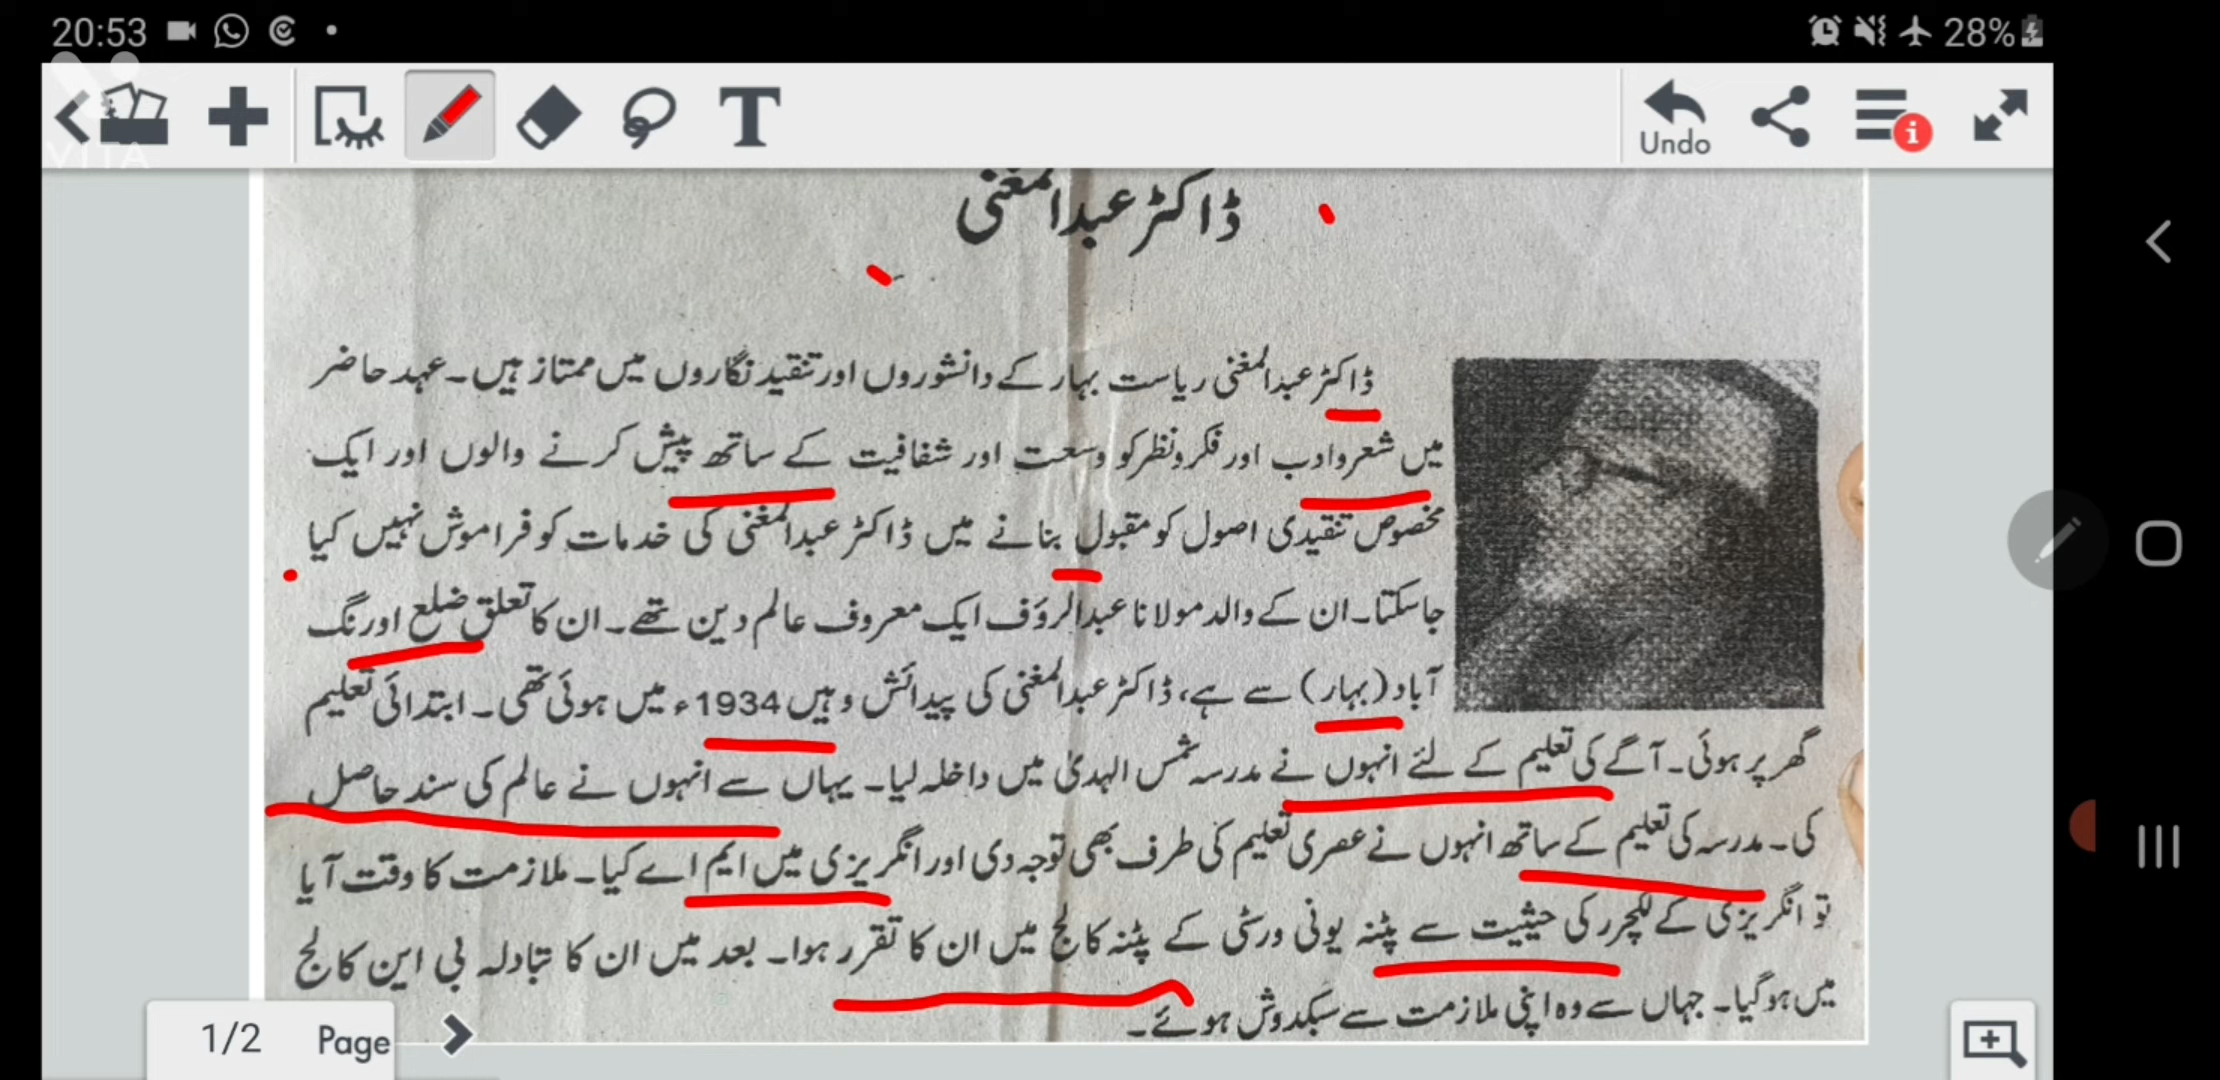 20:53
28%
VITA
T
Undo
i
ڈاکٹر عبدالمغنی
ڈاکٹر عبدالمغنی ریاست بہار کے دانشوروں اور تنقید نگاروں میں ممتاز ہیں۔ عہد حاضر
میں شعر و ادب اور فکر و نظر کو وسعت اور شفافیت کے ساتھ پیش کرنے والوں اور ایک
مخصوص تنقیدی اصول کو مقبول بنانے میں ڈاکٹر عبدالمغنی کی خدمات کو فراموش نہیں کیا
جاسکتا۔ ان کے والد مولانا عبدالرؤف ایک معروف عالم دین تھے۔ ان کا تعلق ضلع اورنگ
آباد (بہار) سے ہے، ڈاکٹر عبدالمغنی کی پیدائش وہیں 1934ء میں ہوئی تھی۔ ابتدائی تعلیم
گھر پر ہوئی۔ آگے کی تعلیم کے لئے انہوں نے مدرسہ شمس الہدیٰ میں داخلہ لیا۔ یہاں سے انہوں نے عالم کی سند حاصل
کی۔ مدرسہ کی تعلیم کے ساتھ انہوں نے عصری تعلیم کی طرف بھی توجہ دی اور انگریزی میں ایم اے کیا۔ ملازمت کا وقت آیا
تو انگریزی کے لکچرر کی حیثیت سے پٹنہ یونی ورسٹی کے پٹنہ کالج میں ان کا تقرر ہوا۔ بعد میں ان کا تبادلہ بی این کالج
میں ہوگیا۔ جہاں سے وہ اپنی ملازمت سے سبکدوش ہوئے۔
1/2 Page